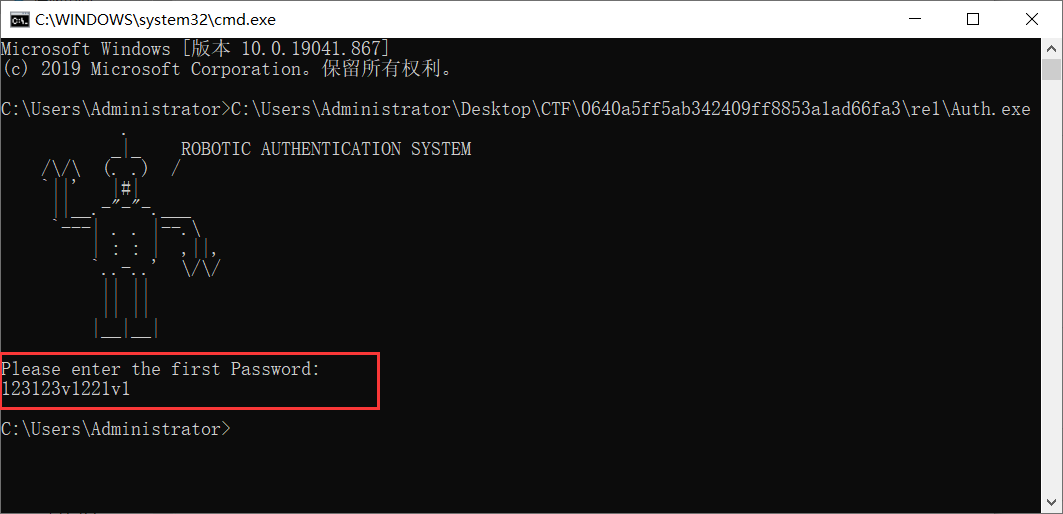 C:\WINDOWS\system32\cmd.exe
Microsoft Windows [版本 10.0.19041.867]
(c) 2019 Microsoft Corporation。保留所有权利。
C:\Users\Administrator>C:\Users\Administrator\Desktop\CTF\0640a5ff5ab342409ff8853a1ad66fa3\re1\Auth.exe
ROBOTIC AUTHENTICATION SYSTEM
Please enter the first Password:
123123v1221v1
C:\Users\Administrator>